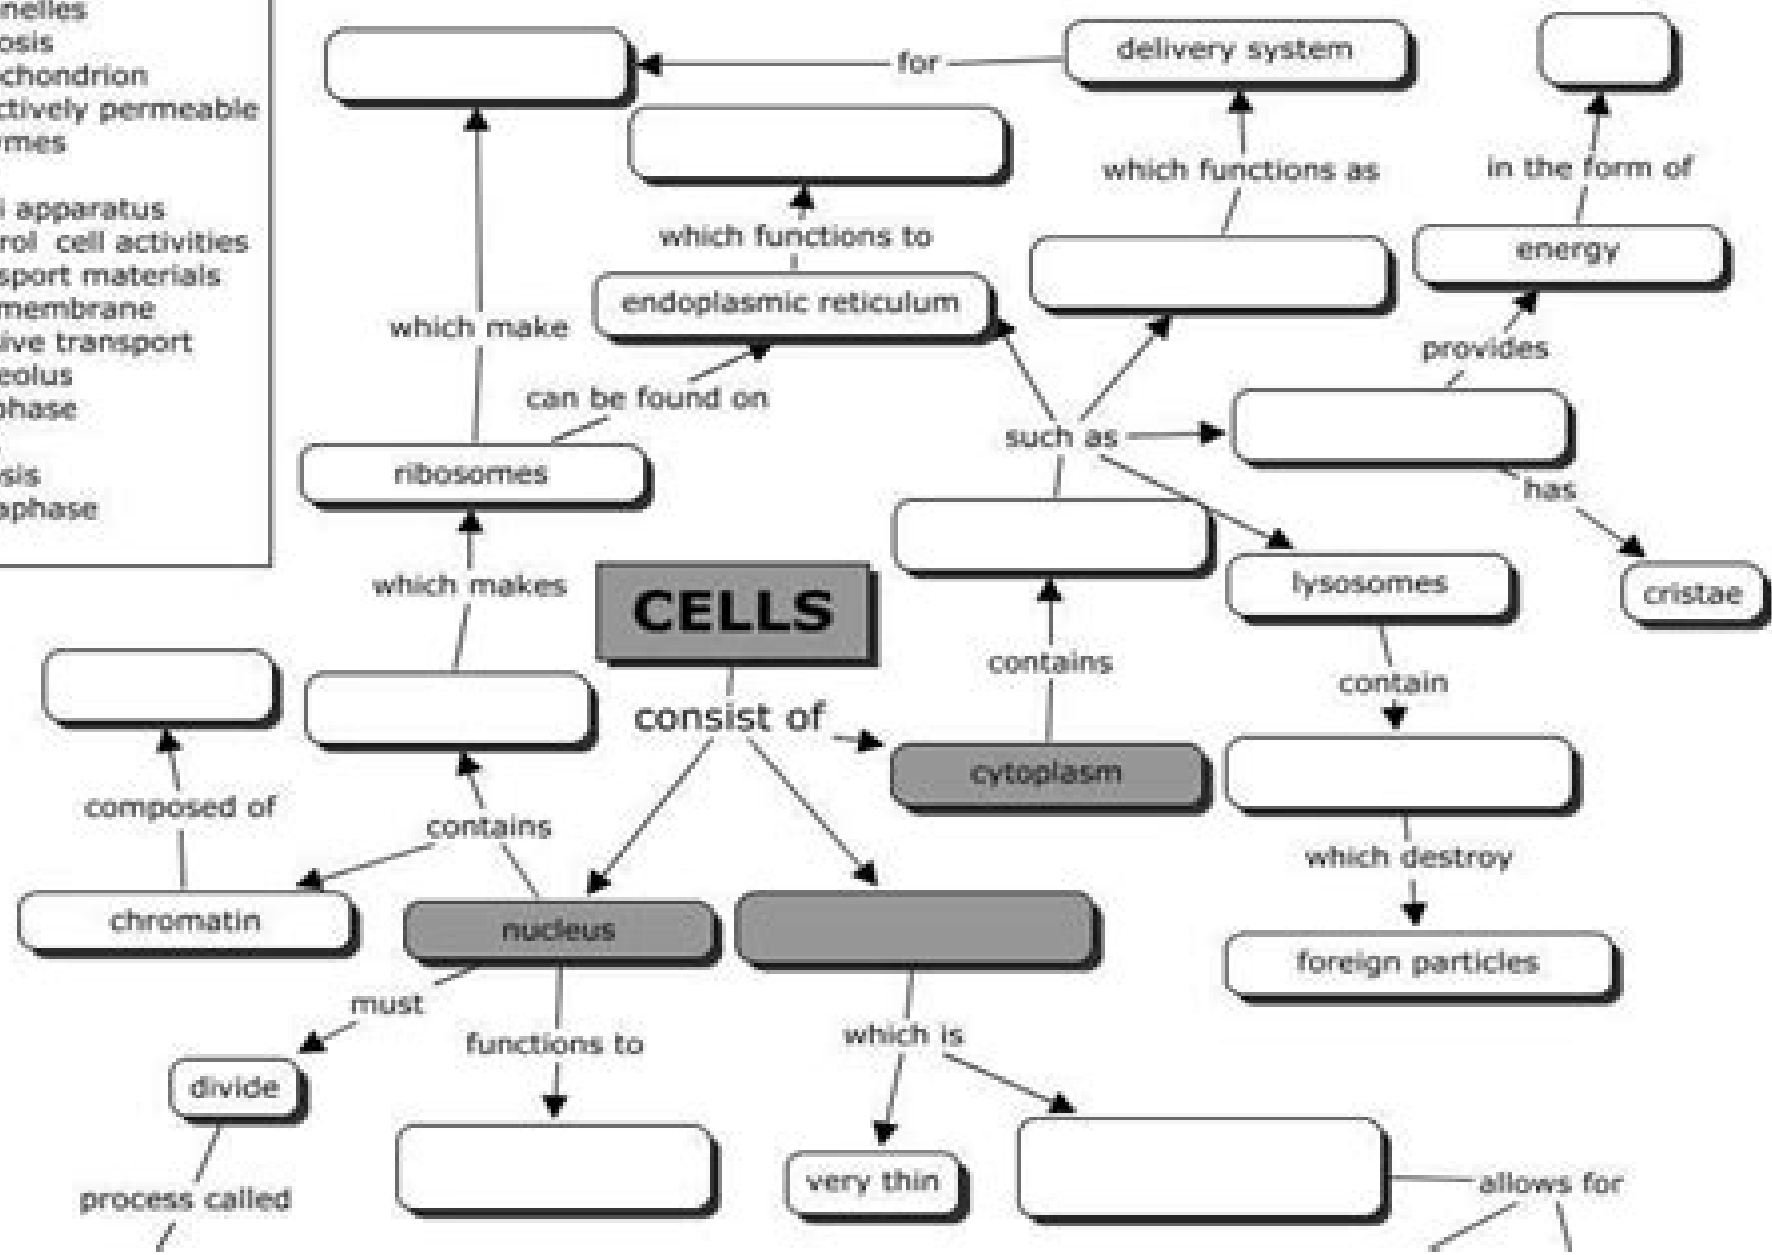 nelles
osis
chondrion
ctively permeable
ymes
i apparatus
rol cell activities
sport materials
membrane
ive transport
eolus
phase
sis
aphase
delivery system
for
which functions as
in the form of
which functions to
energy
endoplasmic reticulum
which make
provides
can be found on
such as
ribosomes
has
which makes
CELLS
lysosomes
cristae
contains
contain
consist of
cytoplasm
composed of
contains
which destroy
chromatin
nucleus
foreign particles
must
functions to
which is
divide
very thin
allows for
process called